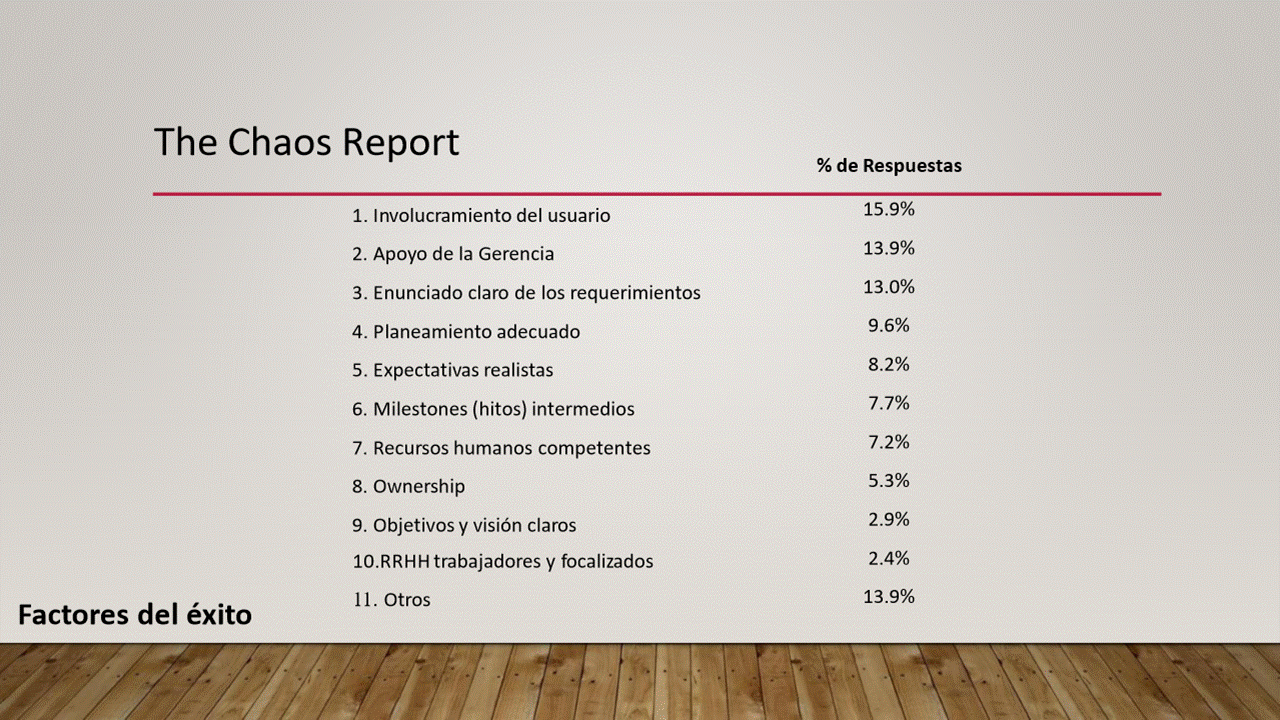 The Chaos Report
% de Respuestas
1. Involucramiento del usuario 15.9%
2. Apoyo de la Gerencia 13.9%
3. Enunciado claro de los requerimientos 13.0%
4. Planeamiento adecuado 9.6%
5. Expectativas realistas 8.2%
6. Milestones (hitos) intermedios 7.7%
7. Recursos humanos competentes 7.2%
8. Ownership 5.3%
9. Objetivos y visión claros 2.9%
10.RRHH trabajadores y focalizados 2.4%
11. Otros 13.9%
Factores del éxito